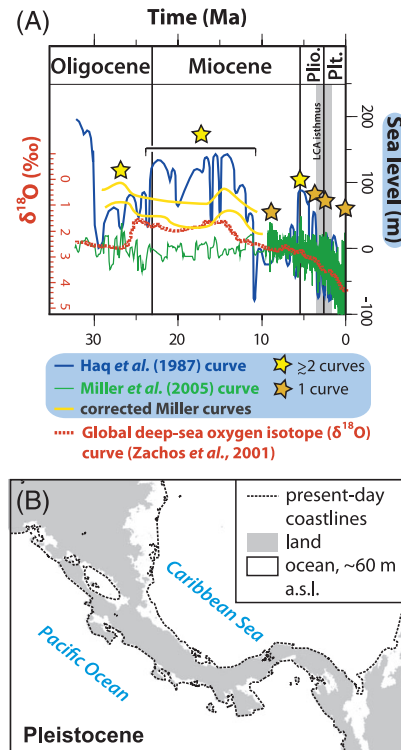 (A)
Time (Ma)
Oligocene
Miocene
Plio.
Plt.
LCA isthmus
δ18O (‰)
0
1
2
3
4
5
200
100
0
-100
Sea level (m)
30
20
10
0
Haq et al. (1987) curve
≳2 curves
Miller et al. (2005) curve
1 curve
corrected Miller curves
Global deep-sea oxygen isotope (δ18O)
curve (Zachos et al., 2001)
(B)
present-day
coastlines
land
ocean, ~60 m
a.s.l.
Caribbean Sea
Pacific Ocean
Pleistocene